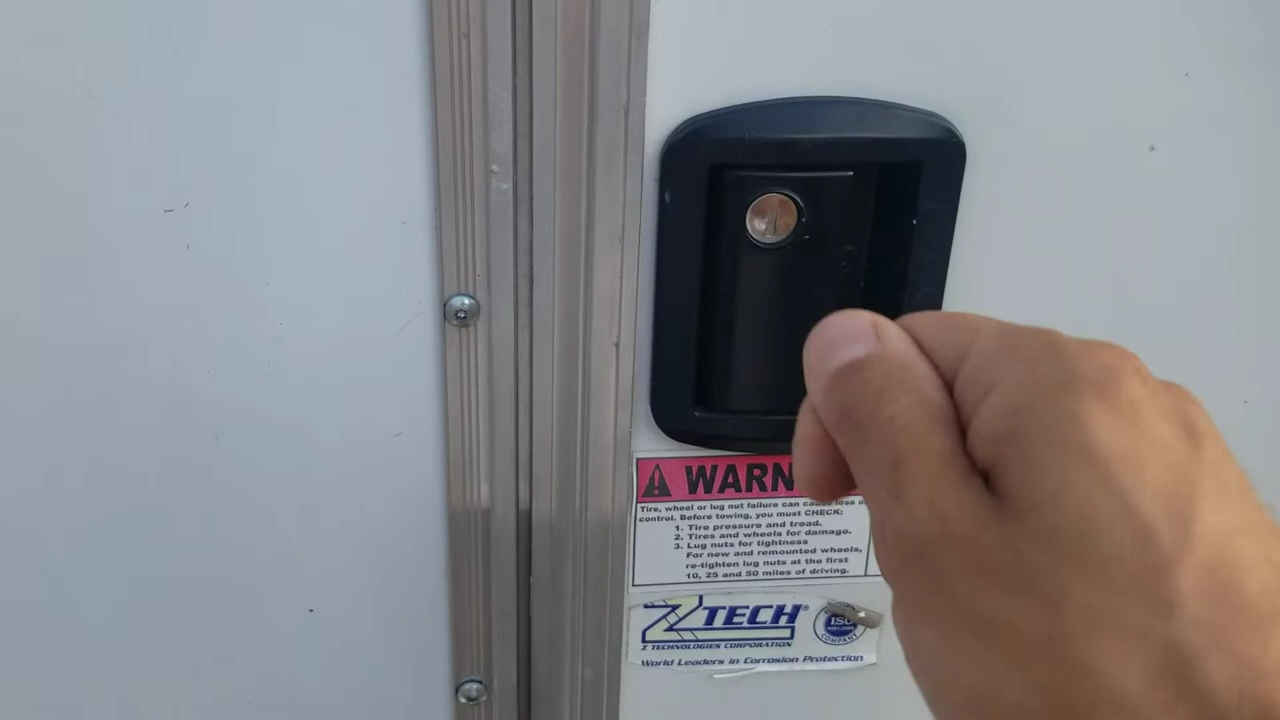 WARN
Tire, wheel or lug nut failure can cause loss o
control. Before towing, you must CHECK:
1. Tire pressure and tread.
2. Tires and wheels for damage.
3. Lug nuts for tightness
For new and remounted wheels,
re-tighten lug nuts at the first
10, 25 and 50 miles of driving.
Z TECH®
Z TECHNOLOGIES CORPORATION
World Leaders in Corrosion Protection
ISO
COMPANY